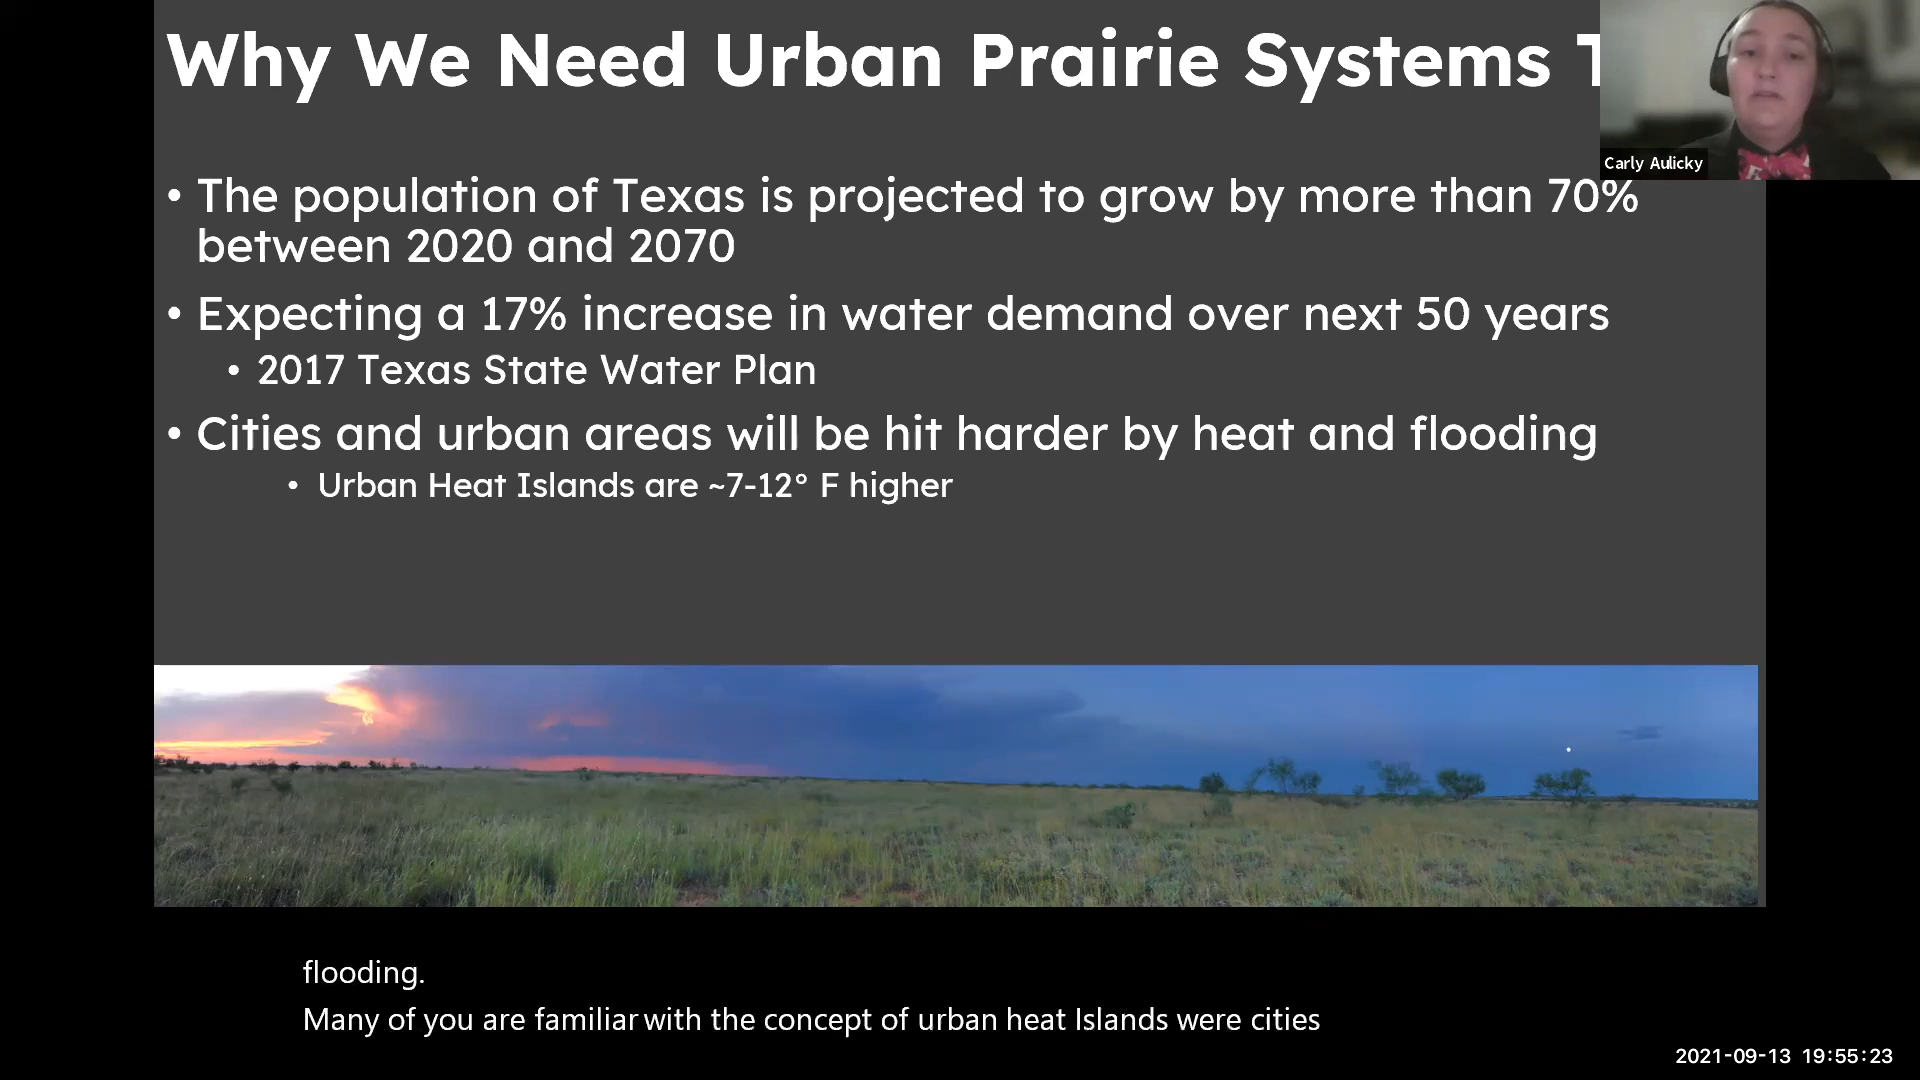 Why We Need Urban Prairie Systems
Carly Aulicky
• The population of Texas is projected to grow by more than 70%
between 2020 and 2070
• Expecting a 17% increase in water demand over next 50 years
• 2017 Texas State Water Plan
• Cities and urban areas will be hit harder by heat and flooding
• Urban Heat Islands are ~7-12° F higher
flooding.
Many of you are familiar with the concept of urban heat Islands were cities
2021-09-13 19:55:23